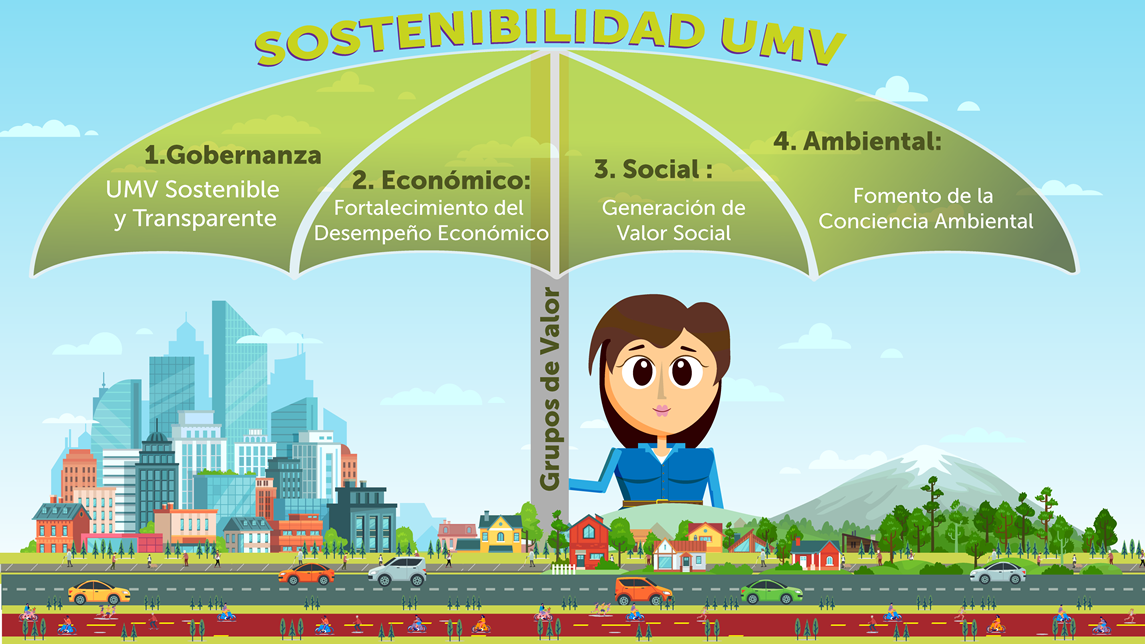 SOSTENIBILIDAD UMV
1.Gobernanza
UMV Sostenible
y Transparente
2. Económico:
Fortalecimiento del
Desempeño Económico
3. Social :
Generación de
Valor Social
4. Ambiental:
Fomento de la
Conciencia Ambiental
Grupos de Valor